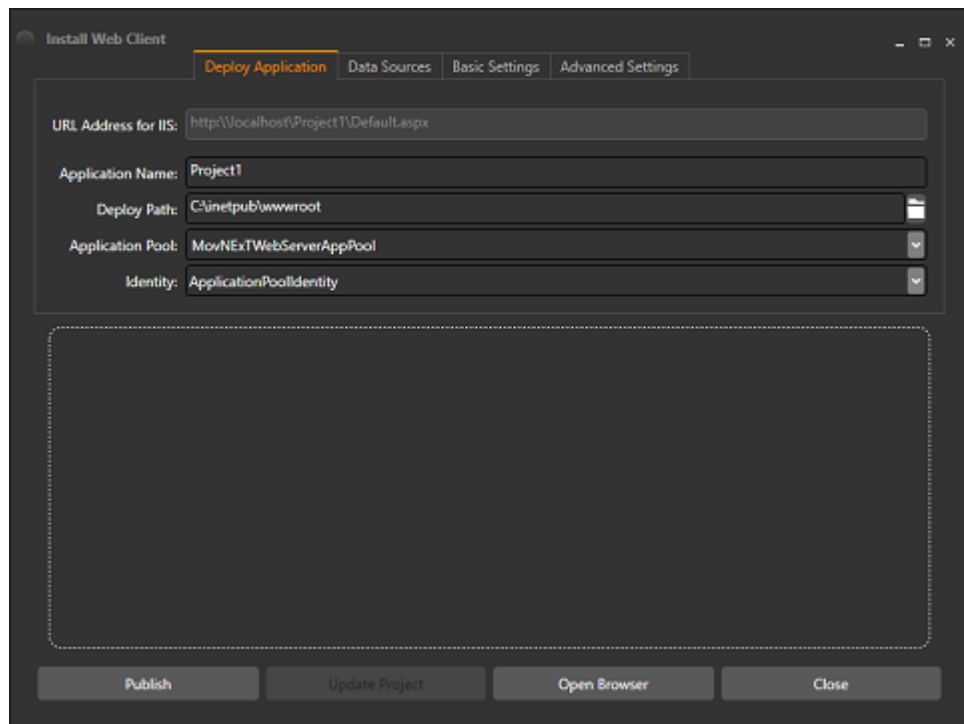 Install Web Client
Deploy Application Data Sources Basic Settings Advanced Settings
URL Address for IIS: http:\\localhost\Project1\Default.aspx
Application Name: Project1
Deploy Path: C:\inetpub\wwwroot
Application Pool: MovNExTWebServerAppPool
Identity: ApplicationPoolIdentity
Publish Update Project Open Browser Close